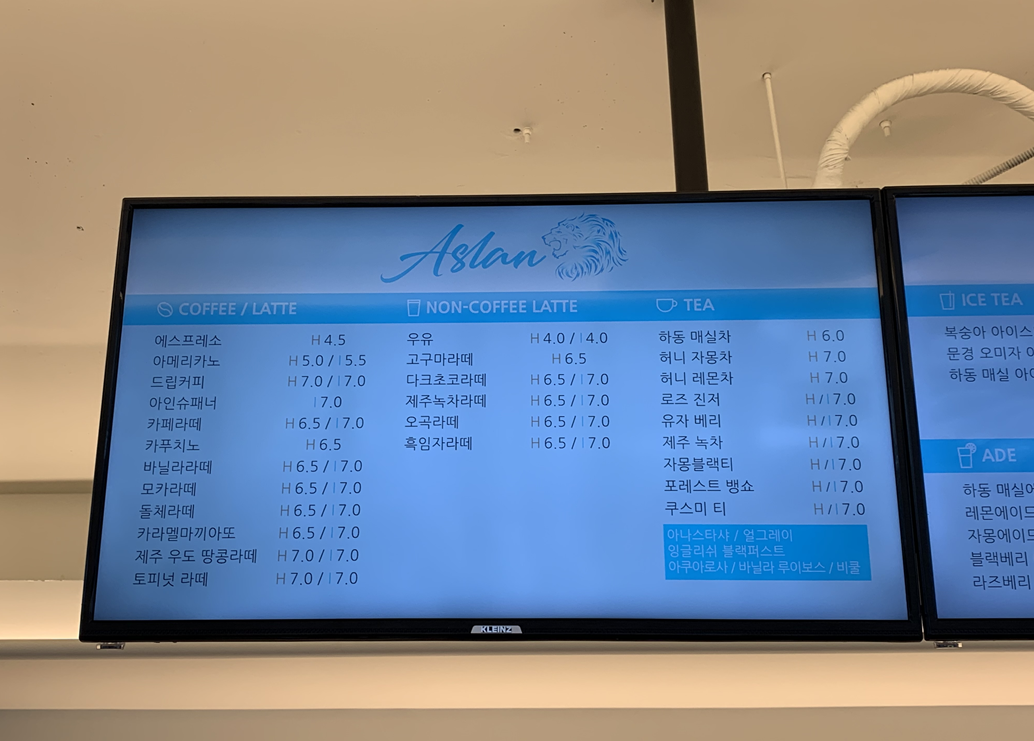 Aslan
COFFEE / LATTE
에스프레소 H 4.5
아메리카노 H 5.0 / I 5.5
드립커피 H 7.0 / I 7.0
아인슈패너 I 7.0
카페라떼 H 6.5 / I 7.0
카푸치노 H 6.5
바닐라라떼 H 6.5 / I 7.0
모카라떼 H 6.5 / I 7.0
돌체라떼 H 6.5 / I 7.0
카라멜마끼아또 H 6.5 / I 7.0
제주 우도 땅콩라떼 H 7.0 / I 7.0
토피넛 라떼 H 7.0 / I 7.0
NON-COFFEE LATTE
우유 H 4.0 / I 4.0
고구마라떼 H 6.5
다크초코라떼 H 6.5 / I 7.0
제주녹차라떼 H 6.5 / I 7.0
오곡라떼 H 6.5 / I 7.0
흑임자라떼 H 6.5 / I 7.0
TEA
하동 매실차 H 6.0
허니 자몽차 H 7.0
허니 레몬차 H 7.0
로즈 진저 H / I 7.0
유자 베리 H / I 7.0
제주 녹차 H / I 7.0
자몽블랙티 H / I 7.0
포레스트 뱅쇼 H / I 7.0
쿠스미 티 H / I 7.0
아나스타샤 / 얼그레이
잉글리쉬 블랙퍼스트
아쿠아로사 / 바닐라 루이보스 / 비쿨
KLEINZ
ICE TEA
복숭아 아이스
문경 오미자
하동 매실
ADE
하동
레몬에이드
자몽에이드
블랙베리
라즈베리